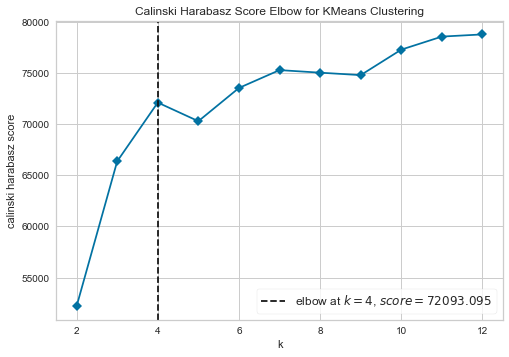 Calinski Harabasz Score Elbow for KMeans Clustering
calinski harabasz score
80000
75000
70000
65000
60000
55000
elbow at k = 4, score = 72093.095
2 4 6 8 10 12
k